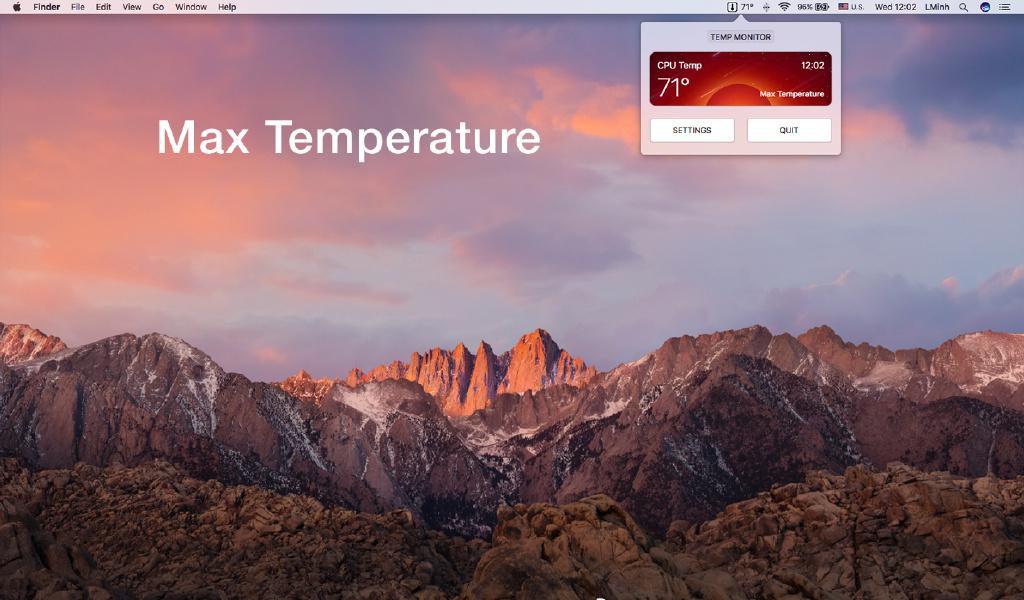 Finder File Edit View Go Window Help 71° 96% U.S. Wed 12:02 LMinh
TEMP MONITOR
CPU Temp 12:02
71°
Max Temperature
SETTINGS QUIT
Max Temperature